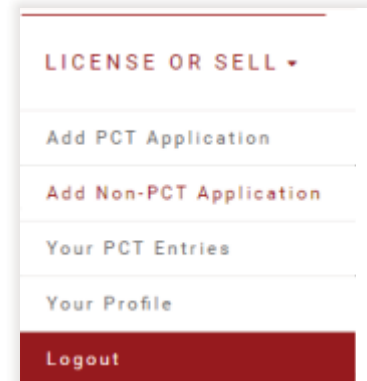 LICENSE OR SELL
Add PCT Application
Add Non-PCT Application
Your PCT Entries
Your Profile
Logout